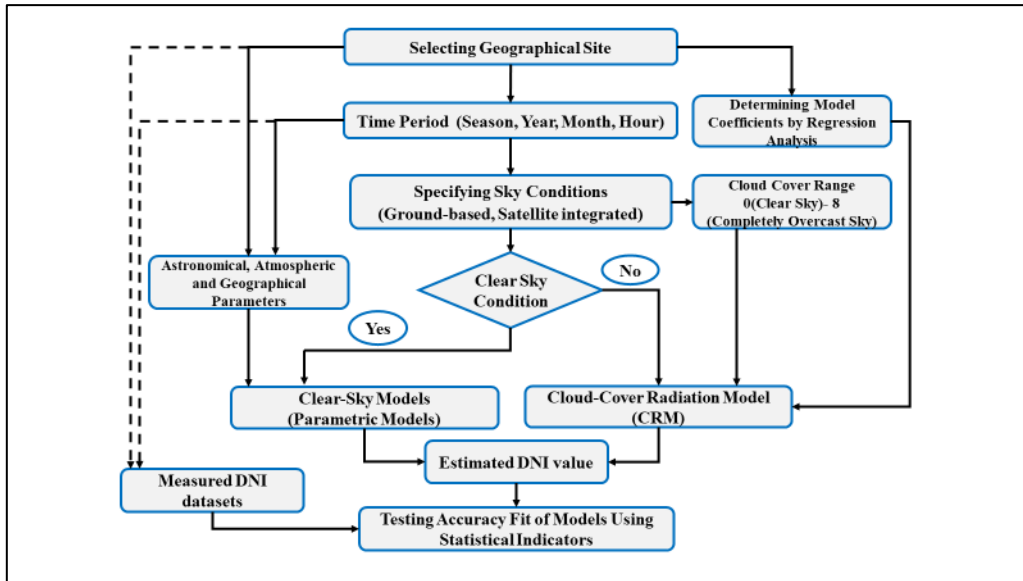 Selecting Geographical Site
Time Period (Season, Year, Month, Hour)
Determining Model
Coefficients by Regression
Analysis
Specifying Sky Conditions
(Ground-based, Satellite integrated)
Cloud Cover Range
0(Clear Sky)- 8
(Completely Overcast Sky)
Astronomical, Atmospheric
and Geographical
Parameters
Clear Sky
Condition
No
Yes
Clear-Sky Models
(Parametric Models)
Cloud-Cover Radiation Model
(CRM)
Estimated DNI value
Measured DNI
datasets
Testing Accuracy Fit of Models Using
Statistical Indicators